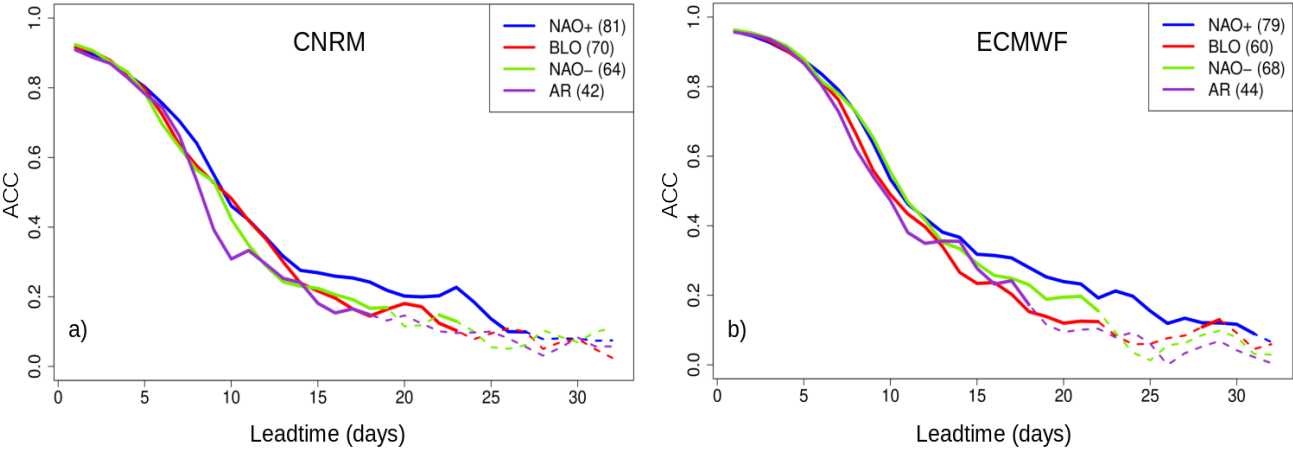 CNRM
NAO+ (81)
BLO (70)
NAO− (64)
AR (42)
ACC
0.0
0.2
0.4
0.6
0.8
1.0
a)
0
5
10
15
20
25
30
Leadtime (days)
ECMWF
NAO+ (79)
BLO (60)
NAO− (68)
AR (44)
ACC
0.0
0.2
0.4
0.6
0.8
1.0
b)
0
5
10
15
20
25
30
Leadtime (days)